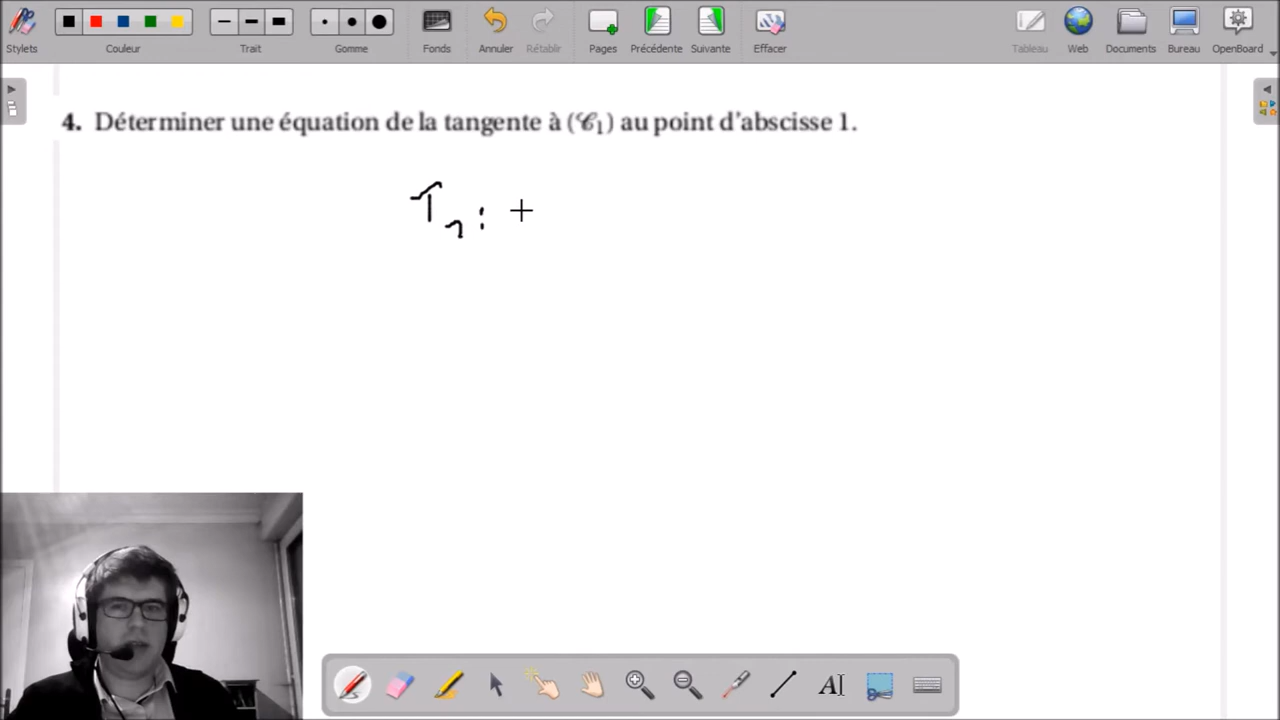 Stylets Couleur Trait Gomme Fonds Annuler Rétablir Pages Précédente Suivante Effacer Tableau Web Documents Bureau OpenBoard
4. Déterminer une équation de la tangente à (𝒞₁) au point d'abscisse 1.
T₁ :